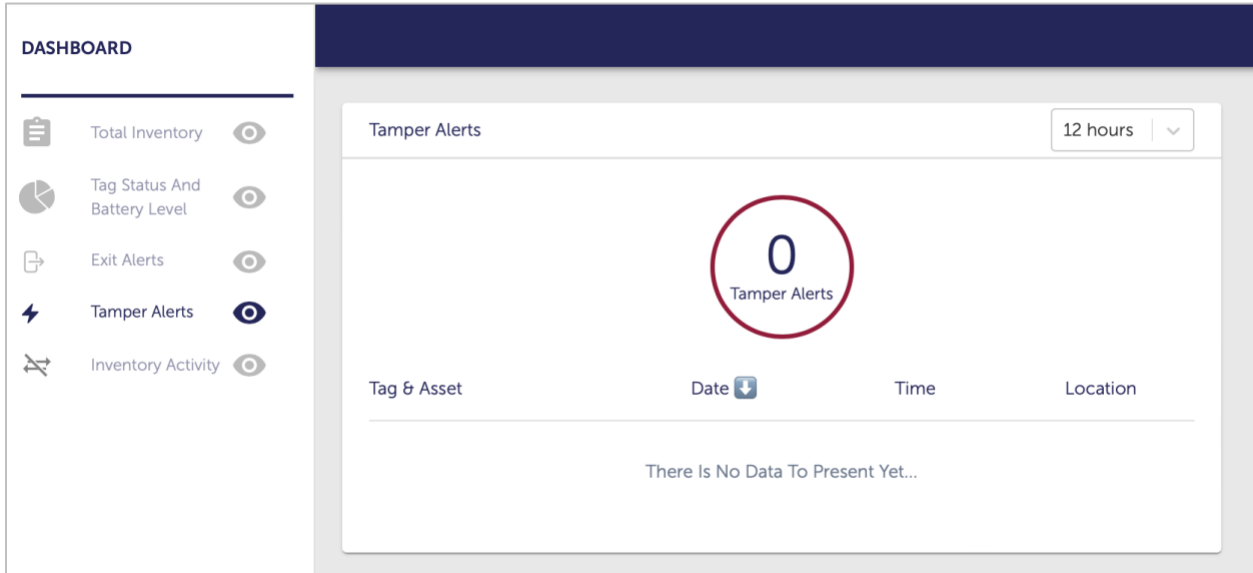 DASHBOARD
Total Inventory
Tag Status And
Battery Level
Exit Alerts
Tamper Alerts
Inventory Activity
Tamper Alerts
12 hours
0
Tamper Alerts
Tag & Asset Date Time Location
There Is No Data To Present Yet...